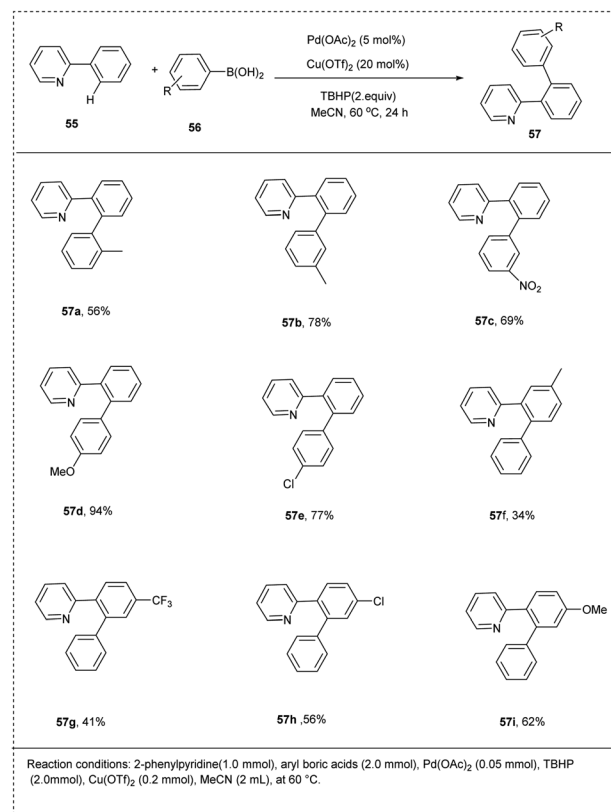 Pd(OAc)2 (5 mol%)
Cu(OTf)2 (20 mol%)
TBHP(2.equiv)
MeCN, 60 oC, 24 h
N
H
55
+
R
B(OH)2
56
R
N
57
N
57a, 56%
N
57b, 78%
N
NO2
57c, 69%
N
MeO
57d, 94%
N
Cl
57e, 77%
N
57f, 34%
N
CF3
57g, 41%
N
Cl
57h ,56%
N
OMe
57i, 62%
Reaction conditions: 2-phenylpyridine(1.0 mmol), aryl boric acids (2.0 mmol), Pd(OAc)2 (0.05 mmol), TBHP
(2.0mmol), Cu(OTf)2 (0.2 mmol), MeCN (2 mL), at 60 °C.